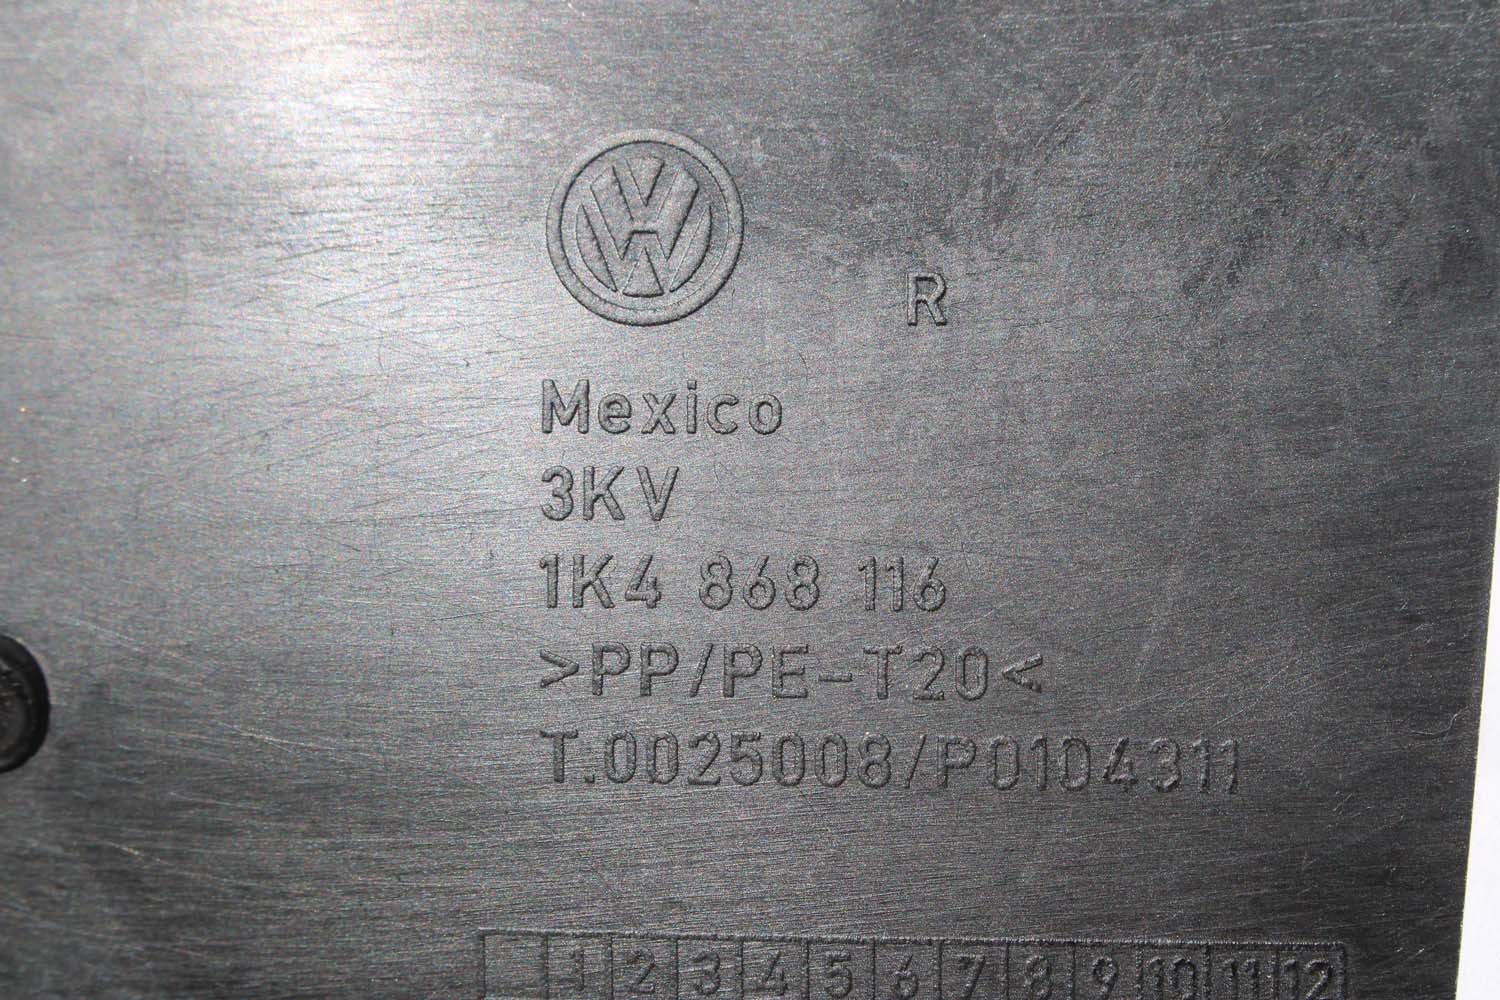 R
Mexico
3KV
1K4 868 116
>PP/PE-T20<
T.0025008/P01D4311
1 2 3 4 5 6 7 8 9 10 11 12